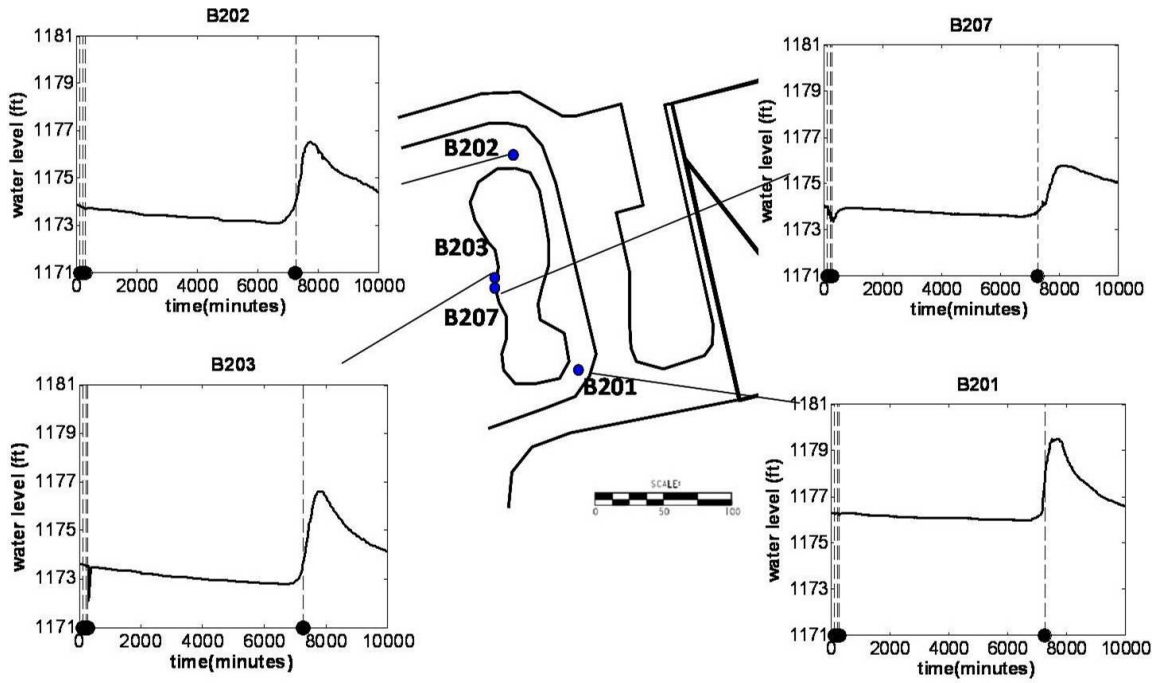 B202
1181
1179
1177
1175
1173
1171
water level (ft)
0 2000 4000 6000 8000 10000
time(minutes)
B207
1181
1179
1177
1175
1173
1171
water level (ft)
0 2000 4000 6000 8000 10000
time(minutes)
B202
B203
B207
B201
SCALE:
0 50 100
B203
1181
1179
1177
1175
1173
1171
water level (ft)
0 2000 4000 6000 8000 10000
time(minutes)
B201
1181
1179
1177
1175
1173
1171
water level (ft)
0 2000 4000 6000 8000 10000
time(minutes)